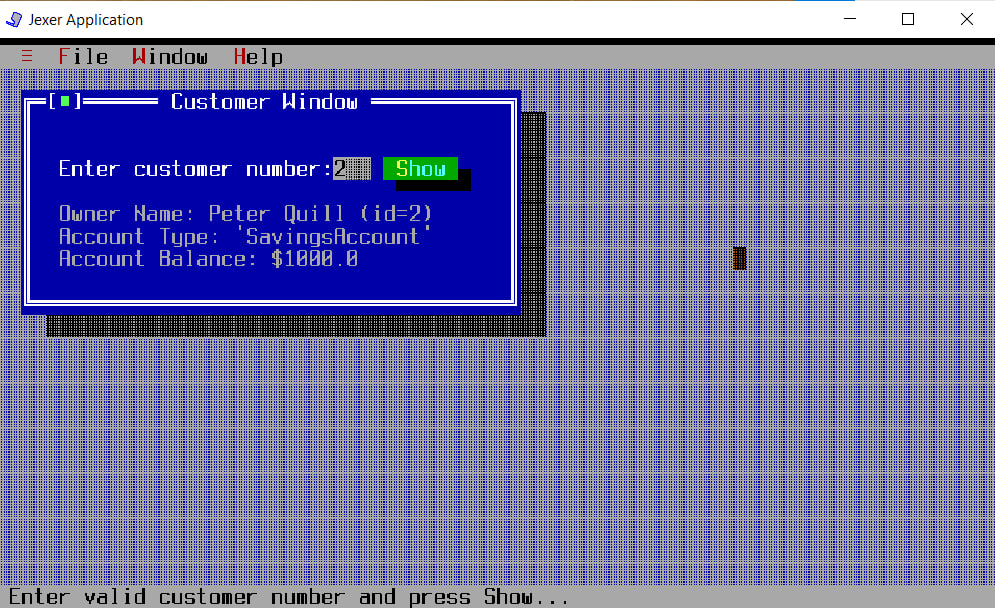 Jexer Application
≡ File Window Help
[■] Customer Window
Enter customer number:2 Show
Owner Name: Peter Quill (id=2)
Account Type: 'SavingsAccount'
Account Balance: $1000.0
Enter valid customer number and press Show...